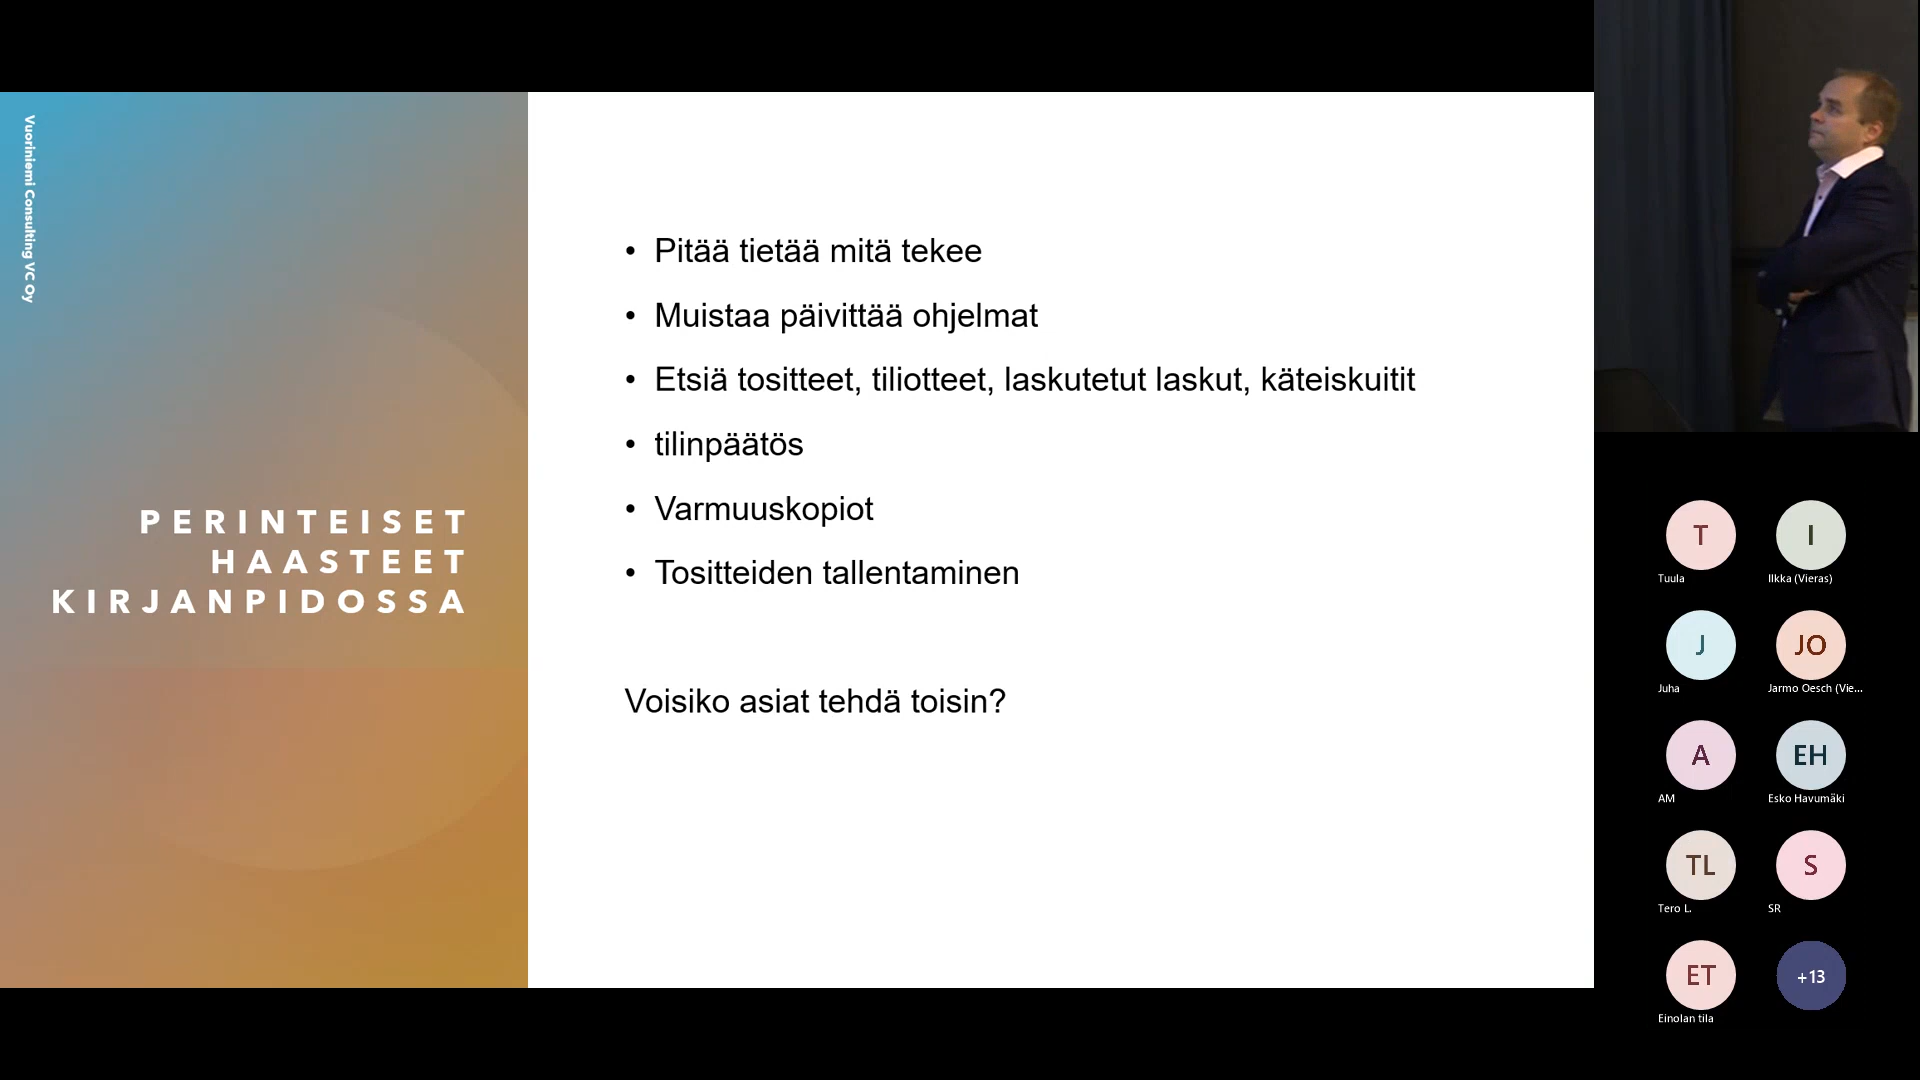 Vuoriniemi Consulting VC Oy
PERINTEISET
HAASTEET
KIRJANPIDOSSA
• Pitää tietää mitä tekee
• Muistaa päivittää ohjelmat
• Etsiä tositteet, tiliotteet, laskutetut laskut, käteiskuitit
• tilinpäätös
• Varmuuskopiot
• Tositteiden tallentaminen
Voisiko asiat tehdä toisin?
T
I
Tuula
Ilkka (Vieras)
J
JO
Juha
Jarmo Oesch (Vie...
A
EH
AM
Esko Havumäki
TL
S
Tero L.
SR
ET
+13
Einolan tila